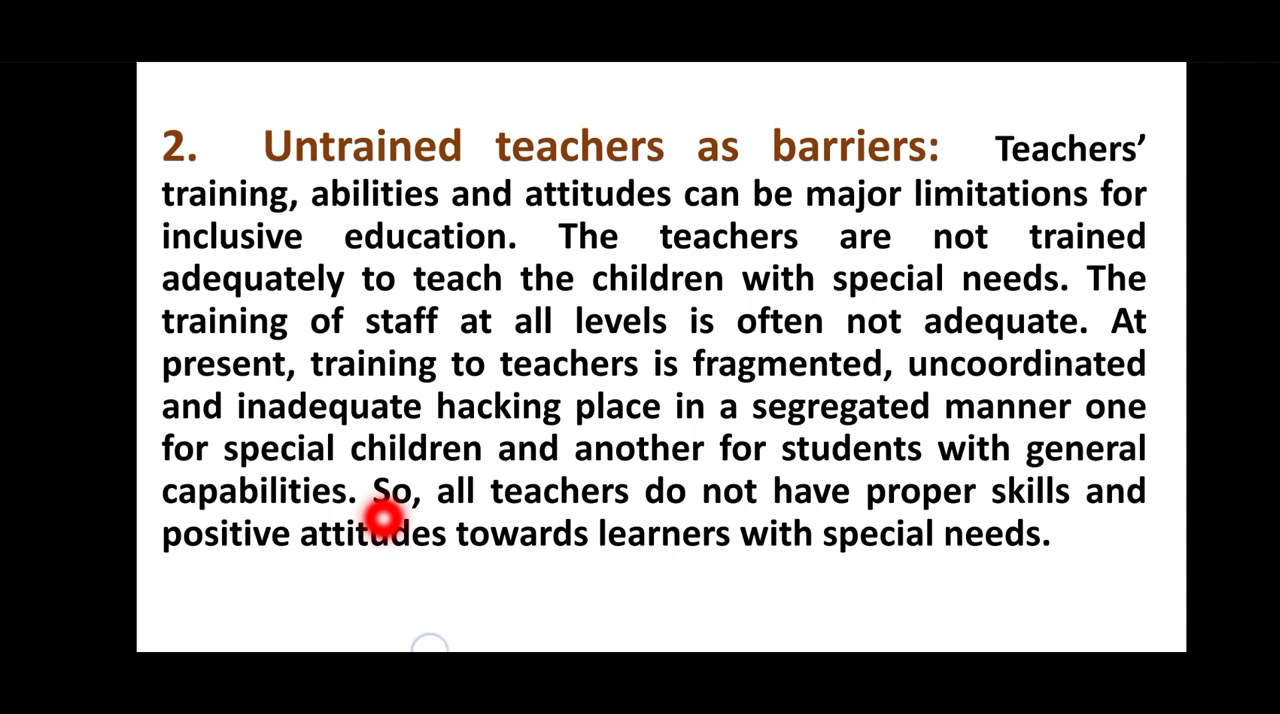 2. Untrained teachers as barriers: Teachers’
training, abilities and attitudes can be major limitations for
inclusive education. The teachers are not trained
adequately to teach the children with special needs. The
training of staff at all levels is often not adequate. At
present, training to teachers is fragmented, uncoordinated
and inadequate hacking place in a segregated manner one
for special children and another for students with general
capabilities. So, all teachers do not have proper skills and
positive attitudes towards learners with special needs.